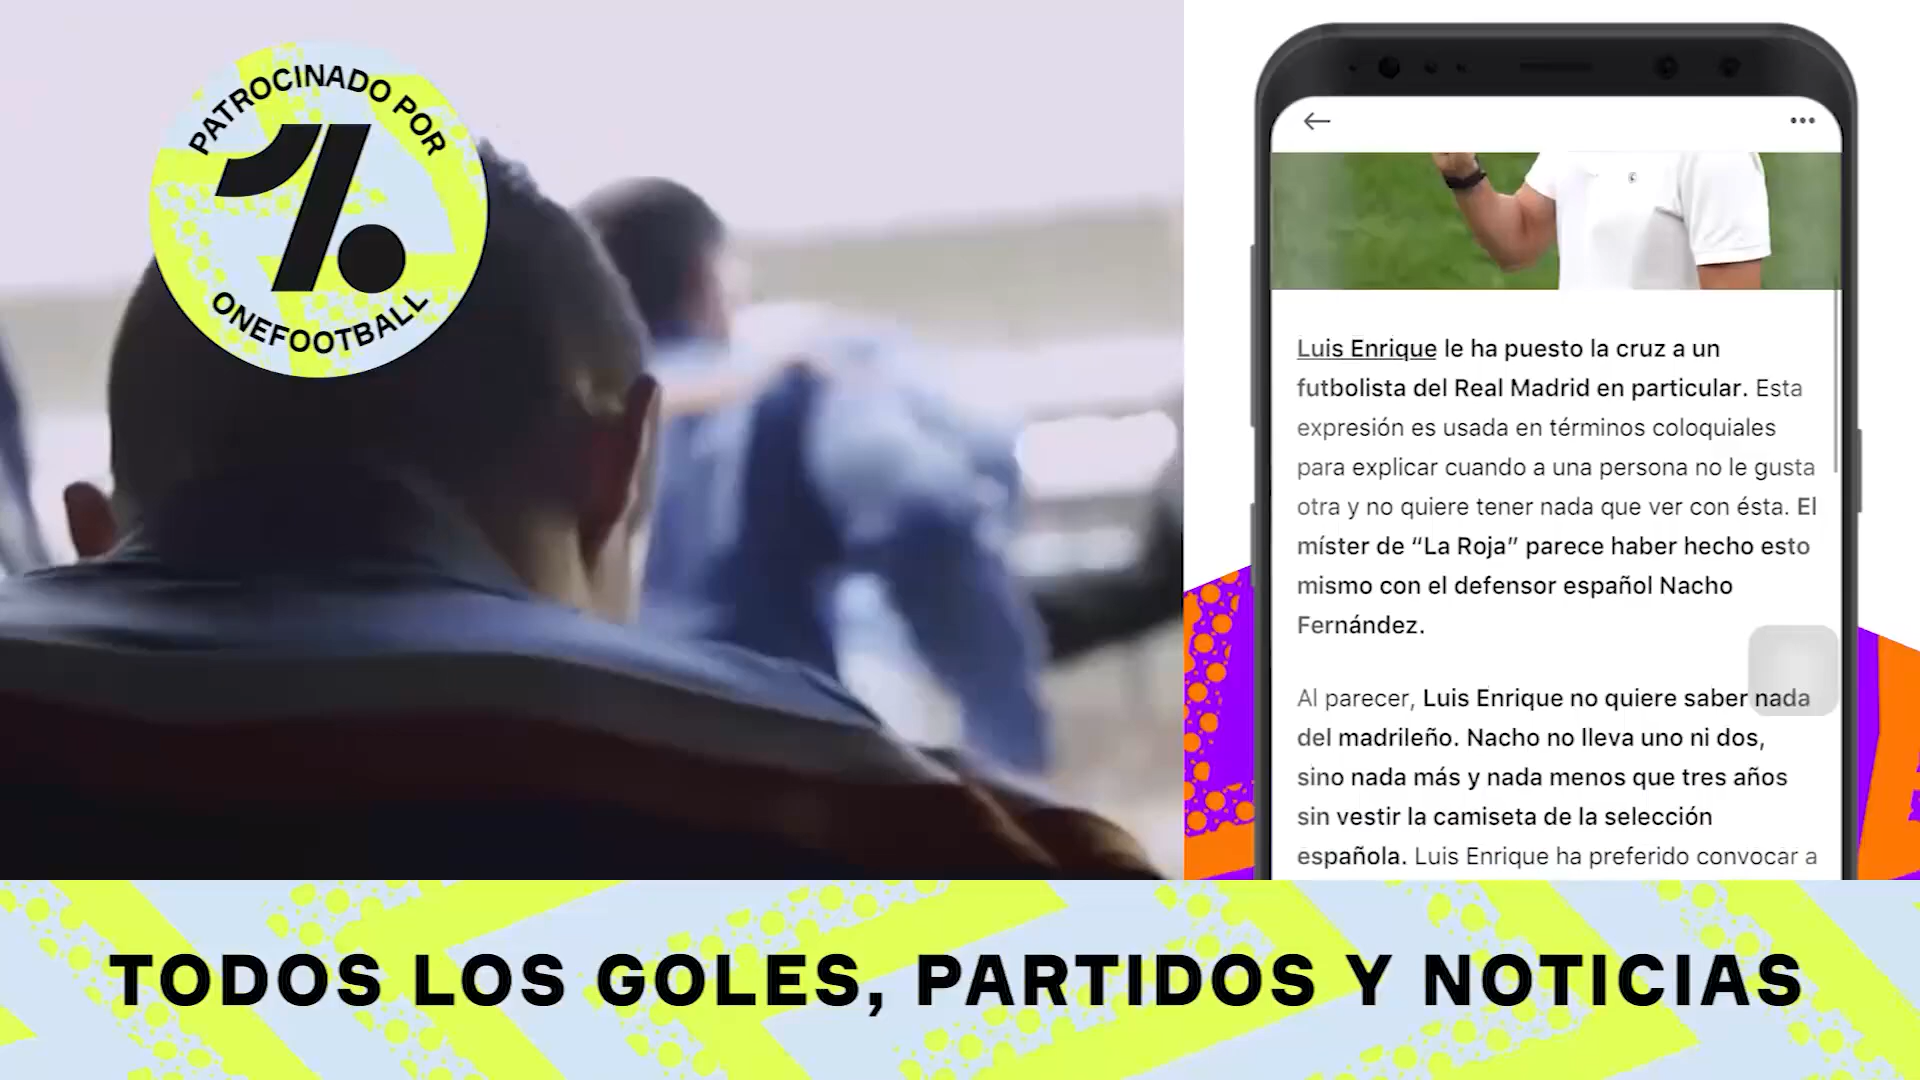 PATROCINADO POR
ONEFOOTBALL
Luis Enrique le ha puesto la cruz a un
futbolista del Real Madrid en particular. Esta
expresión es usada en términos coloquiales
para explicar cuando a una persona no le gusta
otra y no quiere tener nada que ver con ésta. El
míster de “La Roja” parece haber hecho esto
mismo con el defensor español Nacho
Fernández.
Al parecer, Luis Enrique no quiere saber nada
del madrileño. Nacho no lleva uno ni dos,
sino nada más y nada menos que tres años
sin vestir la camiseta de la selección
española. Luis Enrique ha preferido convocar a
TODOS LOS GOLES, PARTIDOS Y NOTICIAS